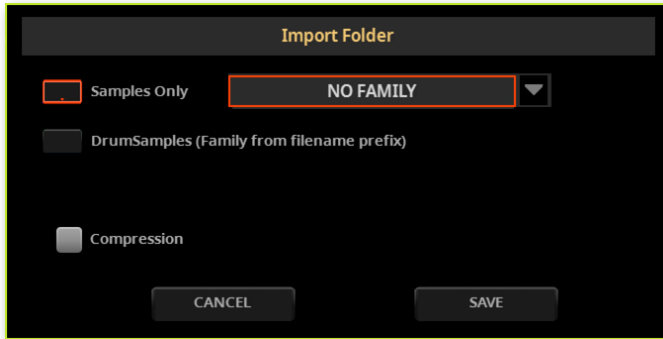 Import Folder
Samples Only NO FAMILY
DrumSamples (Family from filename prefix)
Compression
CANCEL SAVE